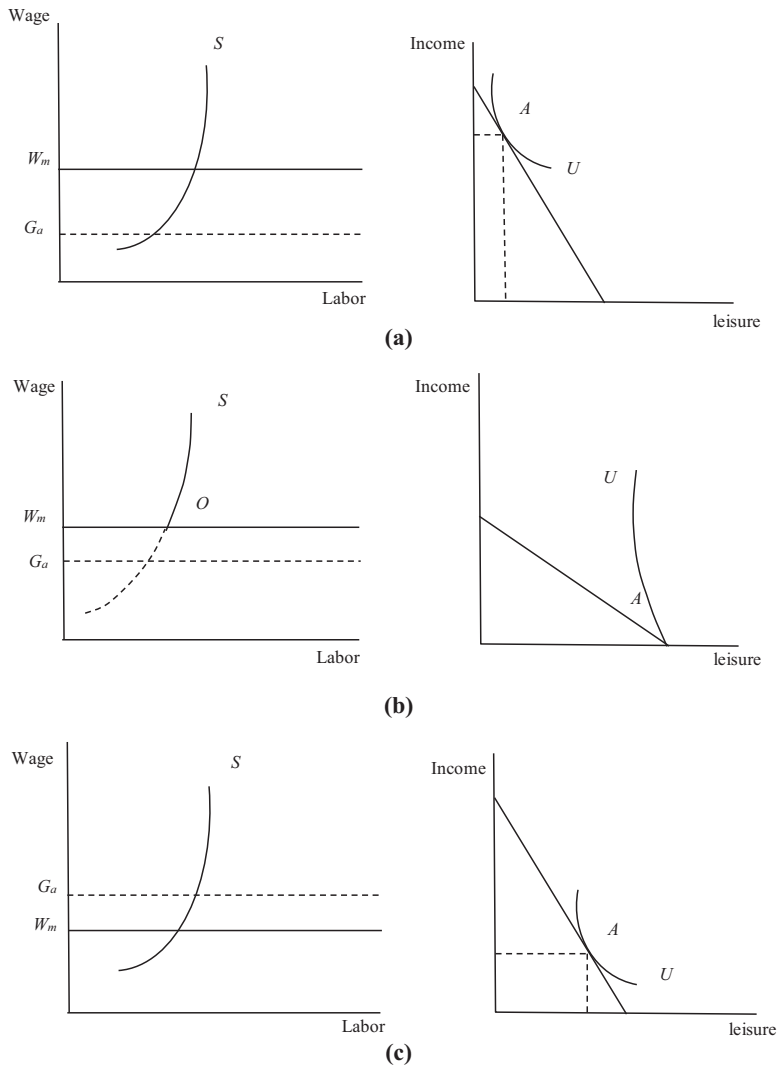 Wage
S
Wm
Ga
Labor
Income
A
U
leisure
(a)
Wage
S
O
Wm
Ga
Labor
Income
U
A
leisure
(b)
Wage
S
Ga
Wm
Labor
Income
A
U
leisure
(c)